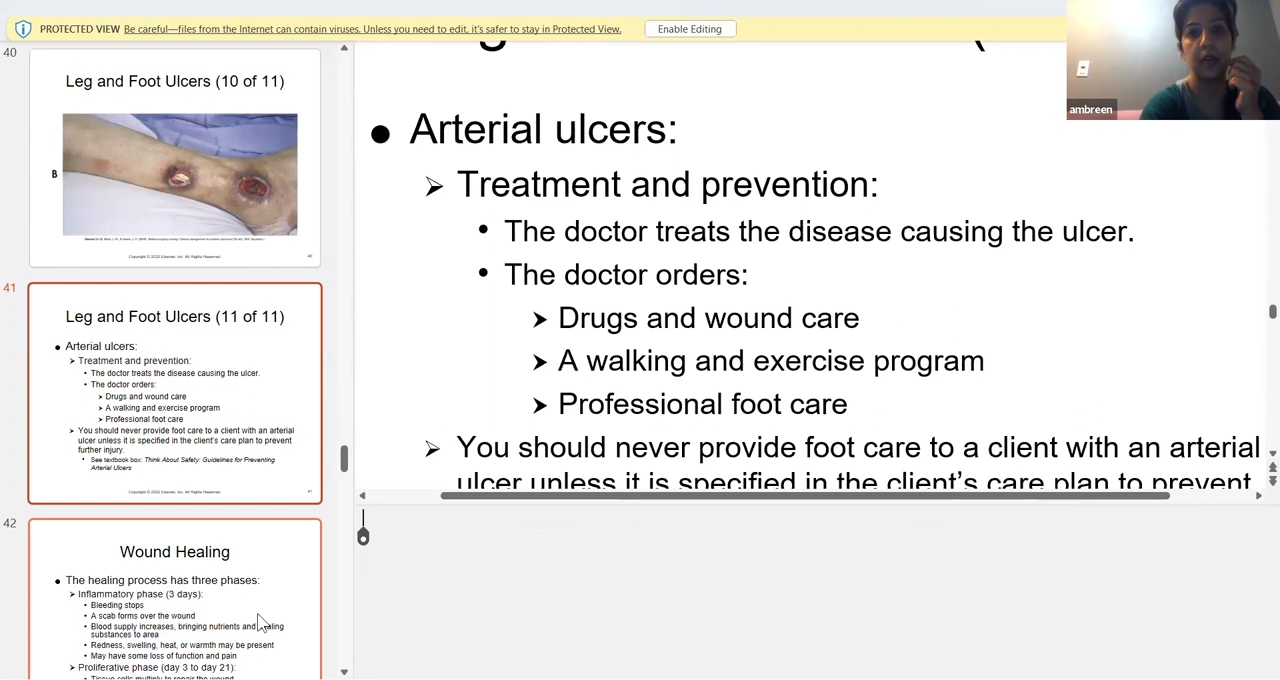 PROTECTED VIEW Be careful—files from the Internet can contain viruses. Unless you need to edit, it's safer to stay in Protected View. Enable Editing
40
Leg and Foot Ulcers (10 of 11)
B
Copyright © 2022 Elsevier, Inc. All Rights Reserved.
40
41
Leg and Foot Ulcers (11 of 11)
Arterial ulcers:
Treatment and prevention:
The doctor treats the disease causing the ulcer.
The doctor orders:
Drugs and wound care
A walking and exercise program
Professional foot care
You should never provide foot care to a client with an arterial
ulcer unless it is specified in the client's care plan to prevent
further injury.
See textbook box: Think About Safety: Guidelines for Preventing
Arterial Ulcers
Copyright © 2022 Elsevier, Inc. All Rights Reserved.
41
42
Wound Healing
The healing process has three phases:
Inflammatory phase (3 days):
Bleeding stops
A scab forms over the wound
Blood supply increases, bringing nutrients and healing
substances to area
Redness, swelling, heat, or warmth may be present
May have some loss of function and pain
Proliferative phase (day 3 to day 21):
Tissue cells multiply to repair the wound
Arterial ulcers:
Treatment and prevention:
The doctor treats the disease causing the ulcer.
The doctor orders:
Drugs and wound care
A walking and exercise program
Professional foot care
You should never provide foot care to a client with an arterial
ulcer unless it is specified in the client's care plan to prevent
ambreen